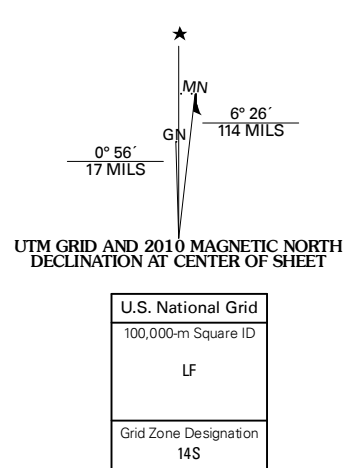 ★
MN
6° 26´
114 MILS
GN
0° 56´
17 MILS
UTM GRID AND 2010 MAGNETIC NORTH
DECLINATION AT CENTER OF SHEET
U.S. National Grid
100,000-m Square ID
LF
Grid Zone Designation
14S